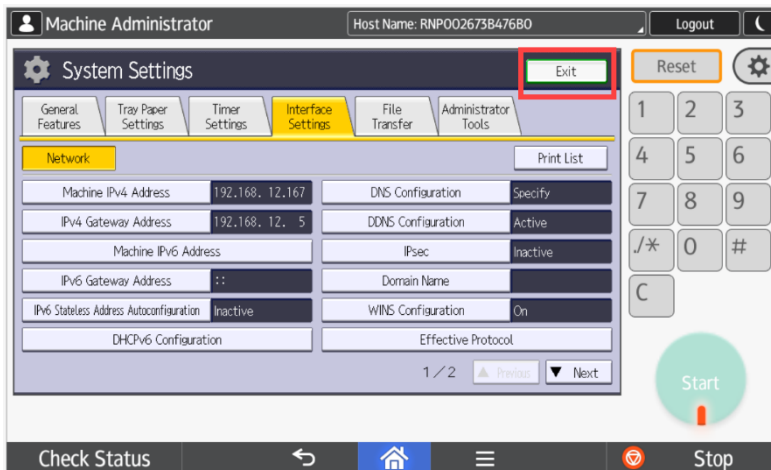 Machine Administrator
Host Name: RNP002673B476B0
Logout
System Settings
Exit
Reset
General Features
Tray Paper Settings
Timer Settings
Interface Settings
File Transfer
Administrator Tools
Network
Print List
Machine IPv4 Address 192.168. 12.167
DNS Configuration Specify
IPv4 Gateway Address 192.168. 12. 5
DDNS Configuration Active
Machine IPv6 Address
IPsec Inactive
IPv6 Gateway Address ::
Domain Name
IPv6 Stateless Address Autoconfiguration Inactive
WINS Configuration On
DHCPv6 Configuration
Effective Protocol
1/2 ▲ Previous ▼ Next
1 2 3
4 5 6
7 8 9
./* 0 #
C
Start
Check Status
Stop